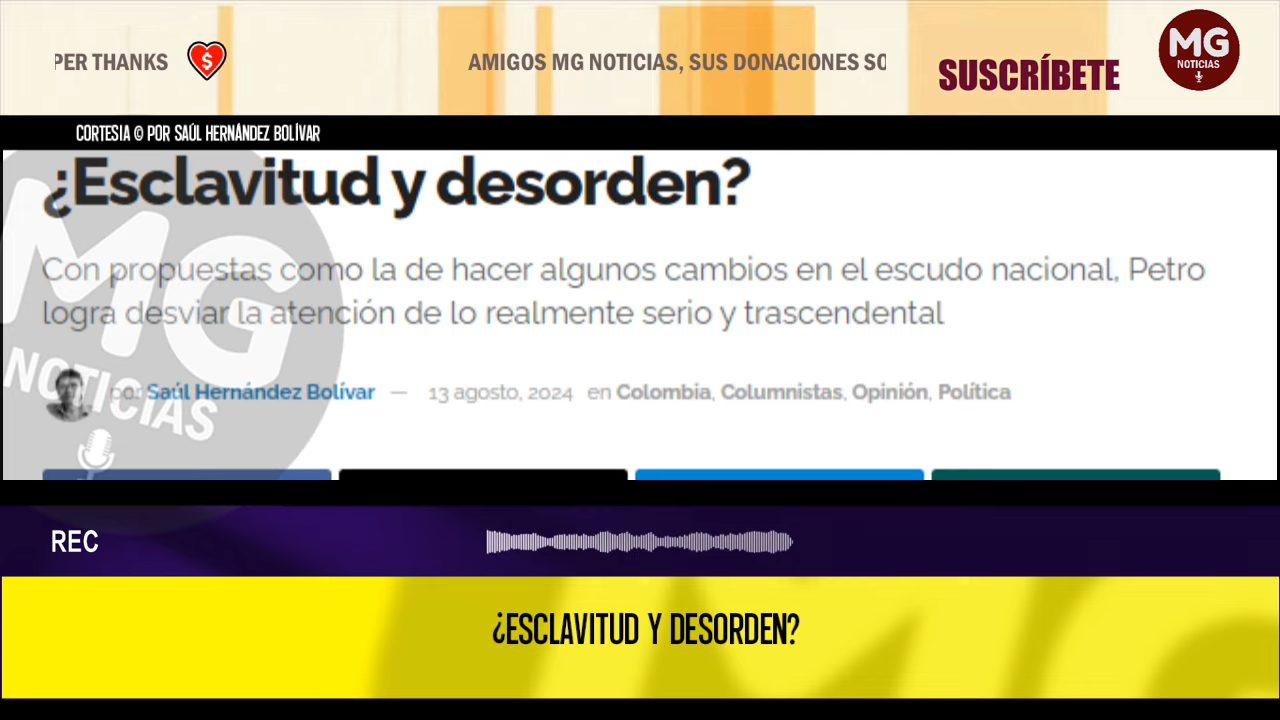 PER THANKS
AMIGOS MG NOTICIAS, SUS DONACIONES SO
SUSCRÍBETE
MG
NOTICIAS
CORTESIA © POR SAÚL HERNÁNDEZ BOLÍVAR
¿Esclavitud y desorden?
Con propuestas como la de hacer algunos cambios en el escudo nacional, Petro
logra desviar la atención de lo realmente serio y trascendental
por Saúl Hernández Bolívar — 13 agosto, 2024 en Colombia, Columnistas, Opinión, Política
MG
NOTICIAS
REC
¿ESCLAVITUD Y DESORDEN?